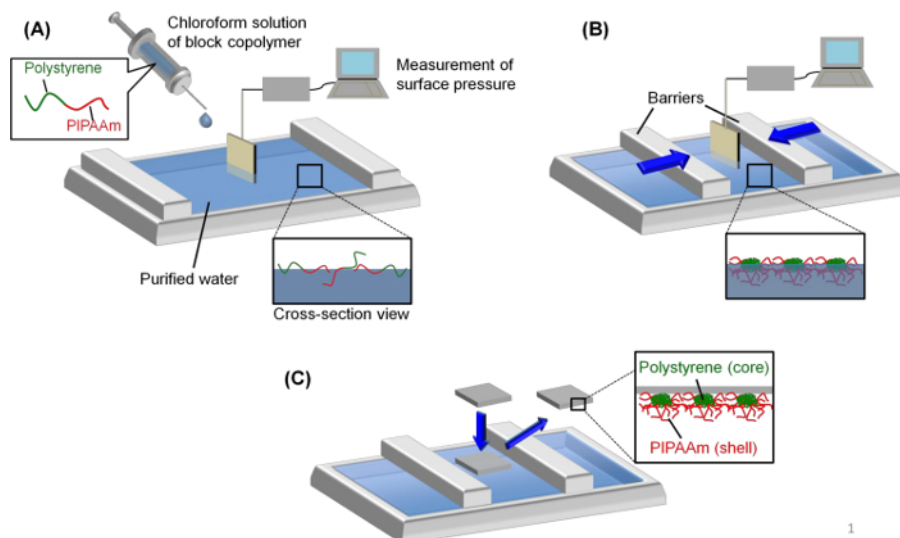 (A)
Chloroform solution
of block copolymer
Polystyrene
PIPAAm
Measurement of
surface pressure
Purified water
Cross-section view
(B)
Barriers
(C)
Polystyrene (core)
PIPAAm (shell)
1